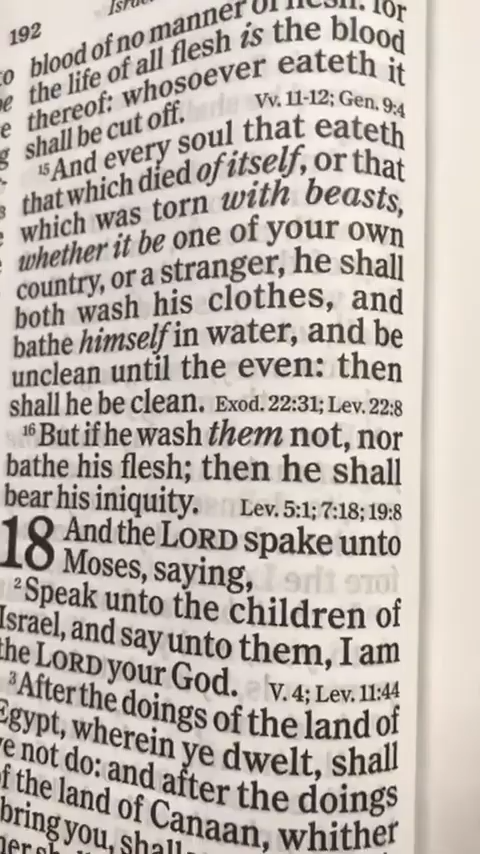 192
blood of no manner of flesh: for
the life of all flesh is the blood
thereof: whosoever eateth it
shall be cut off. Vv. 11-12; Gen. 9:4
15 And every soul that eateth
that which died of itself, or that
which was torn with beasts,
whether it be one of your own
country, or a stranger, he shall
both wash his clothes, and
bathe himself in water, and be
unclean until the even: then
shall he be clean. Exod. 22:31; Lev. 22:8
16 But if he wash them not, nor
bathe his flesh; then he shall
bear his iniquity. Lev. 5:1; 7:18; 19:8
18 And the LORD spake unto
Moses, saying,
2 Speak unto the children of
Israel, and say unto them, I am
the LORD your God. V. 4; Lev. 11:44
3 After the doings of the land of
Egypt, wherein ye dwelt, shall
ye not do: and after the doings
of the land of Canaan, whither
bring you, shall